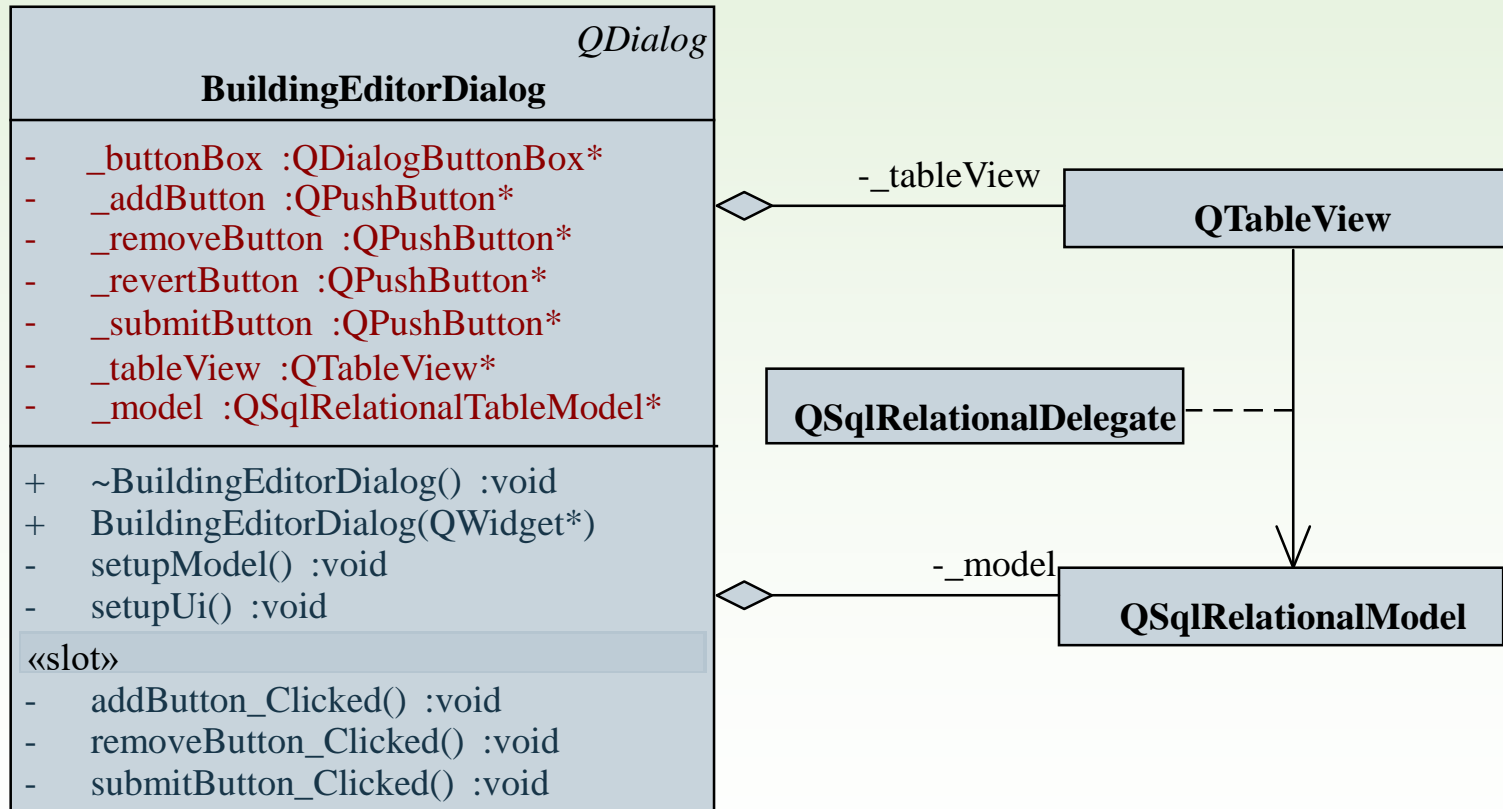 QDialog
BuildingEditorDialog
- _buttonBox :QDialogButtonBox*
- _addButton :QPushButton*
- _removeButton :QPushButton*
- _revertButton :QPushButton*
- _submitButton :QPushButton*
- _tableView :QTableView*
- _model :QSqlRelationalTableModel*
+ ~BuildingEditorDialog() :void
+ BuildingEditorDialog(QWidget*)
- setupModel() :void
- setupUi() :void
«slot»
- addButton_Clicked() :void
- removeButton_Clicked() :void
- submitButton_Clicked() :void
-_tableView
QTableView
QSqlRelationalDelegate
-_model
QSqlRelationalModel